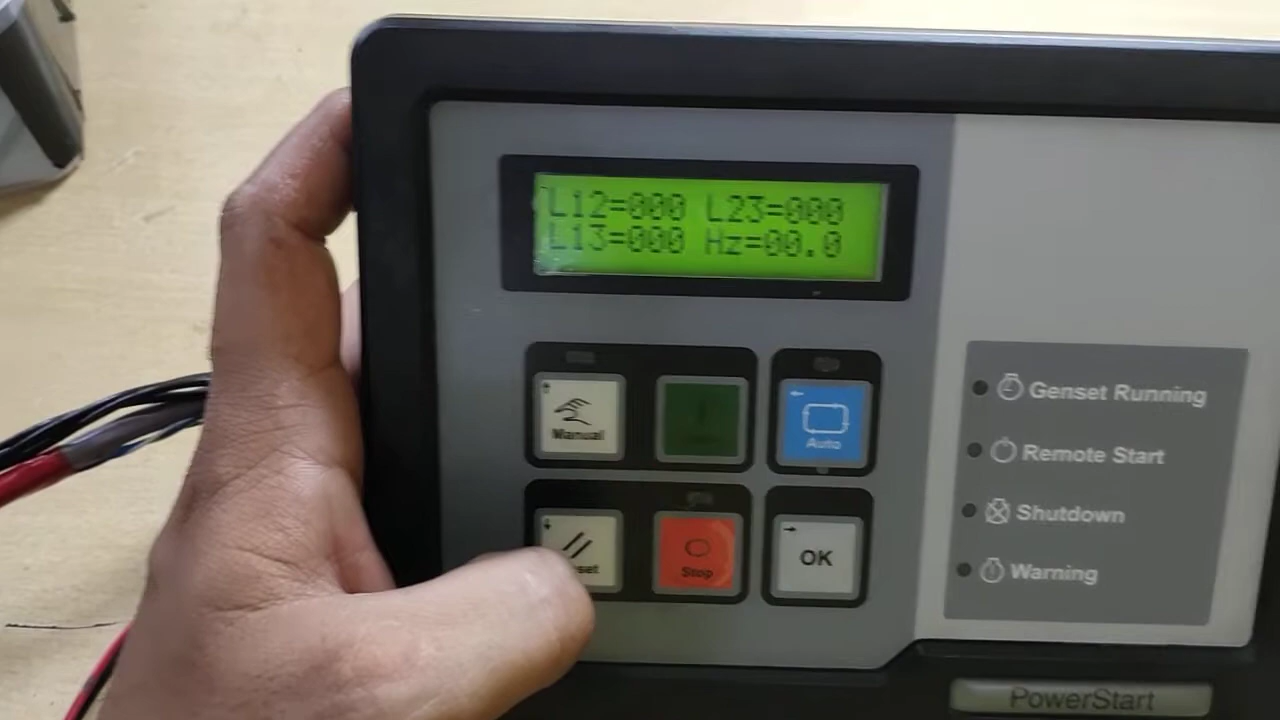 L12=000 L23=000
L13=000 Hz=00.0
Manual
Auto
set
Stop
OK
Genset Running
Remote Start
Shutdown
Warning
PowerStart